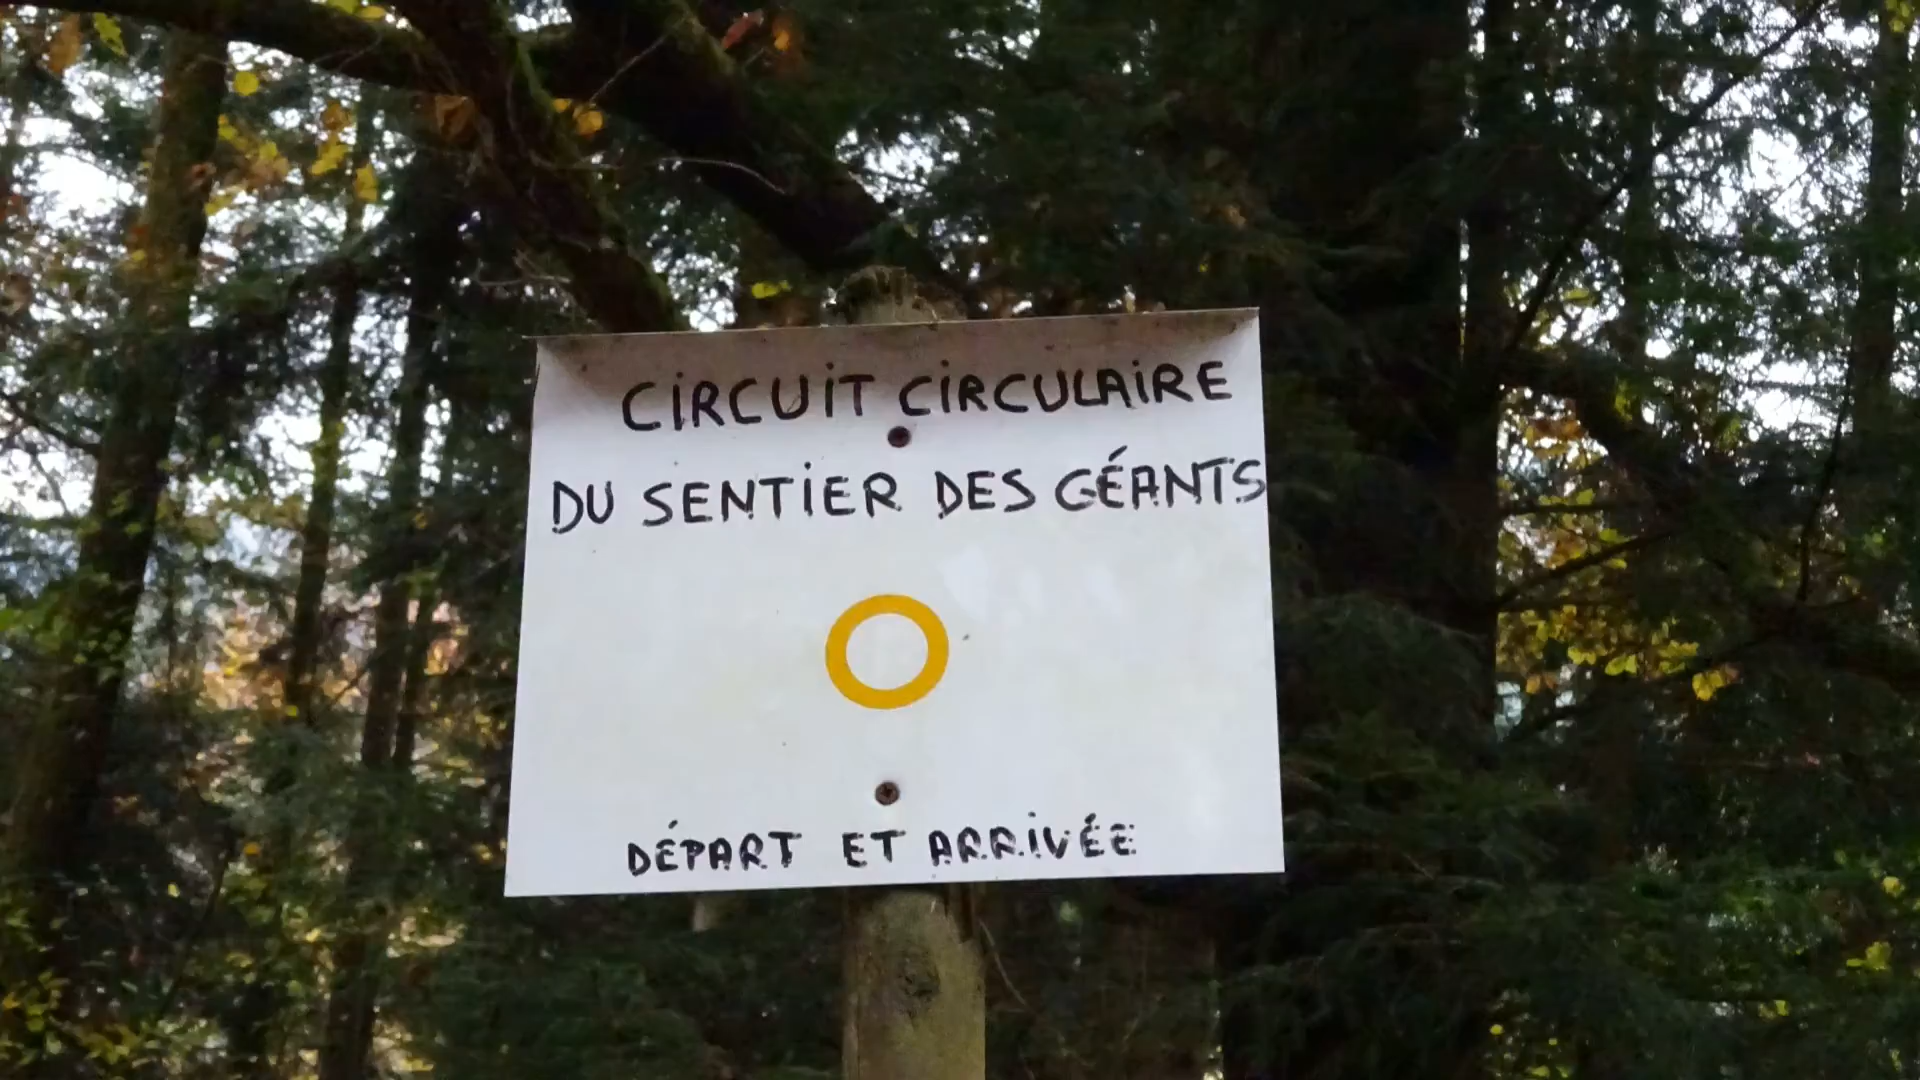 CIRCUIT CIRCULAIRE
DU SENTIER DES GÉANTS
DÉPART ET ARRIVÉE